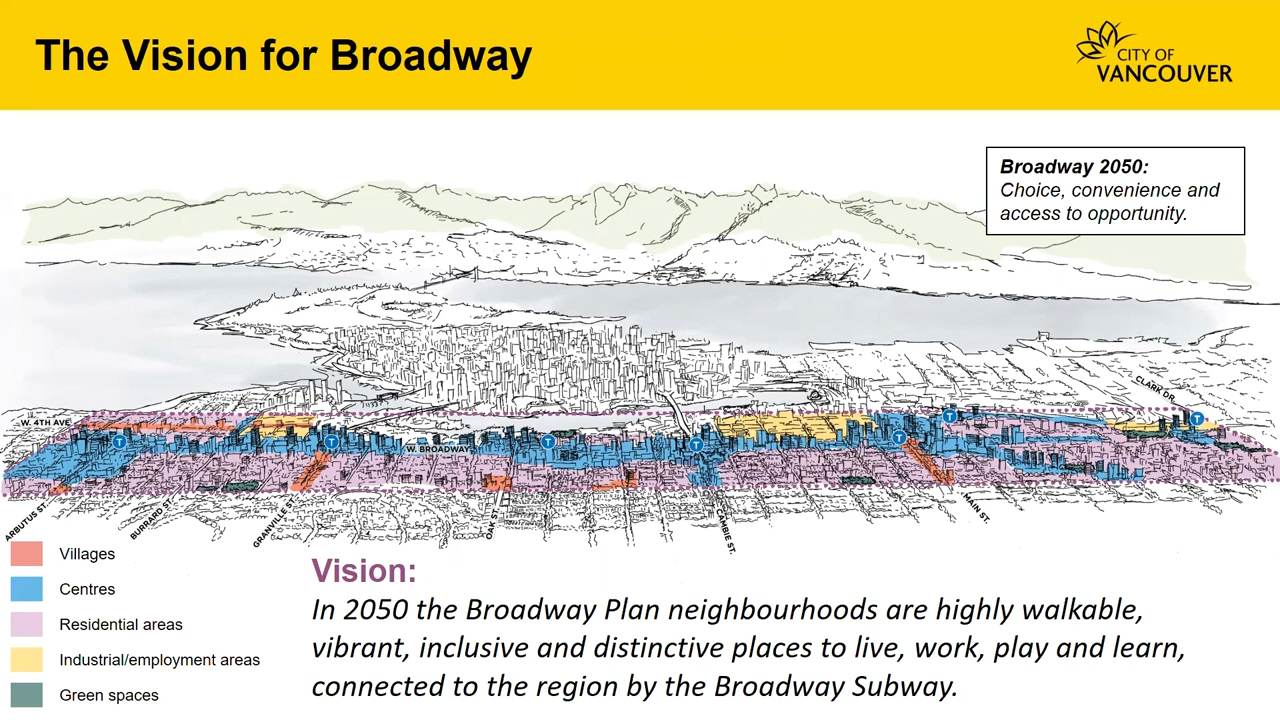 The Vision for Broadway
CITY OF
VANCOUVER
Broadway 2050:
Choice, convenience and
access to opportunity.
CLARK DR.
W. 4TH AVE
T
T
T
T
T
T
T
W. BROADWAY
ARBUTUS ST.
BURRARD ST.
GRANVILLE ST.
OAK ST.
CAMBIE ST.
MAIN ST.
Villages
Centres
Residential areas
Industrial/employment areas
Green spaces
Vision:
In 2050 the Broadway Plan neighbourhoods are highly walkable,
vibrant, inclusive and distinctive places to live, work, play and learn,
connected to the region by the Broadway Subway.